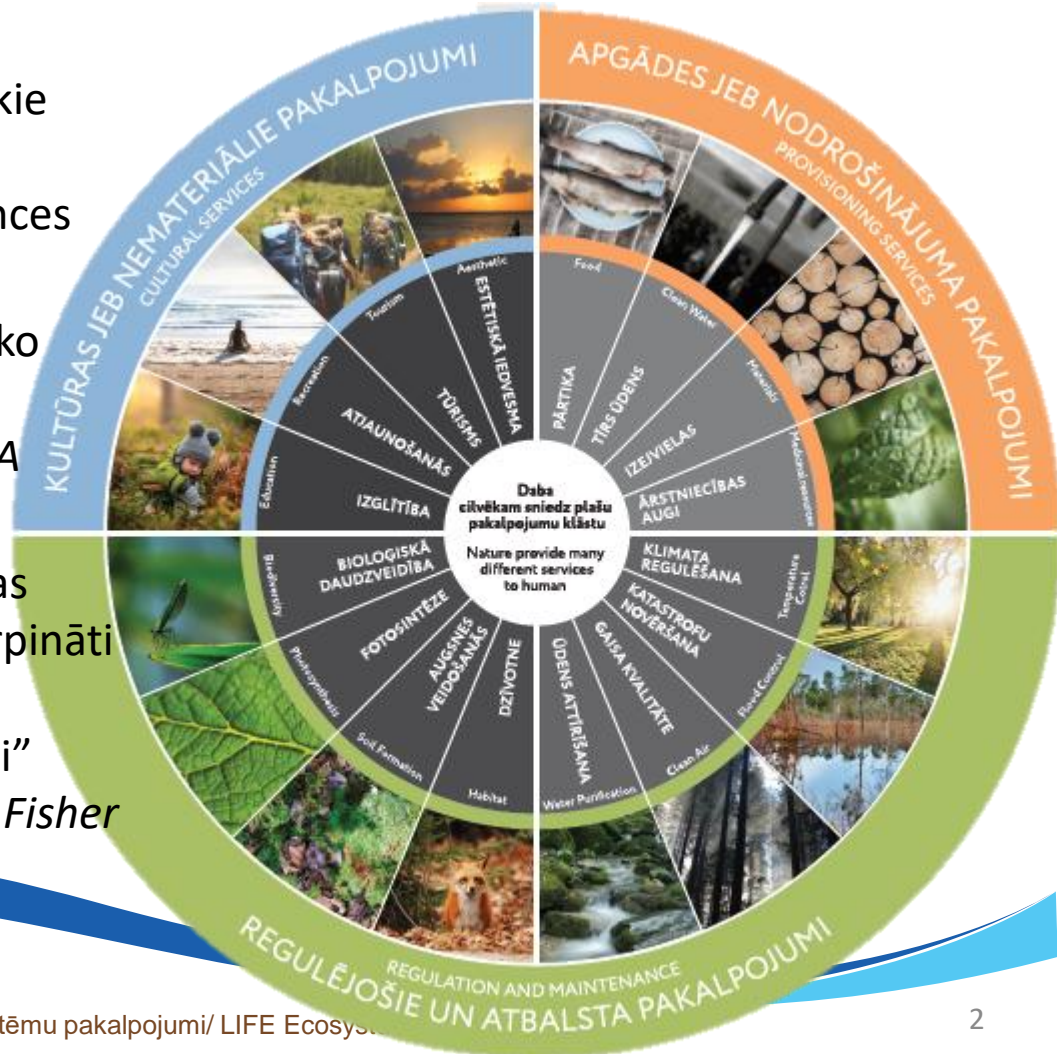 kie
nces
ko
A
as
rpināti
i”
Fisher
KULTŪRAS JEB NEMATERIĀLIE PAKALPOJUMI
CULTURAL SERVICES
APGĀDES JEB NODROŠINĀJUMA PAKALPOJUMI
PROVISIONING SERVICES
Education
IZGLĪTĪBA
Recreation
ATJAUNOŠANĀS
Tourism
TŪRISMS
Aesthetic
ESTĒTISKĀ IEDVESMA
Food
PĀRTIKA
Clean Water
TĪRS ŪDENS
Materials
IZEJVIELAS
Medicinal resources
ĀRSTNIECĪBAS
AUGI
Daba
cilvēkam sniedz plašu
pakalpojumu klāstu
Nature provide many
different services
to human
Biodiversity
BIOLOĢISKĀ
DAUDZVEIDĪBA
Photosynthesis
FOTOSINTĒZE
Soil Formation
AUGSNES
VEIDOŠANĀS
Habitat
DZĪVOTNE
Water Purification
ŪDENS ATTĪRĪŠANA
Clean Air
GAISA KVALITĀTE
Flood Control
KATASTROFU
NOVĒRŠANA
Temperature
Cotrol
KLIMATA
REGULĒŠANA
REGULATION AND MAINTENANCE
REGULĒJOŠIE UN ATBALSTA PAKALPOJUMI
tēmu pakalpojumi/ LIFE Ecosys
2